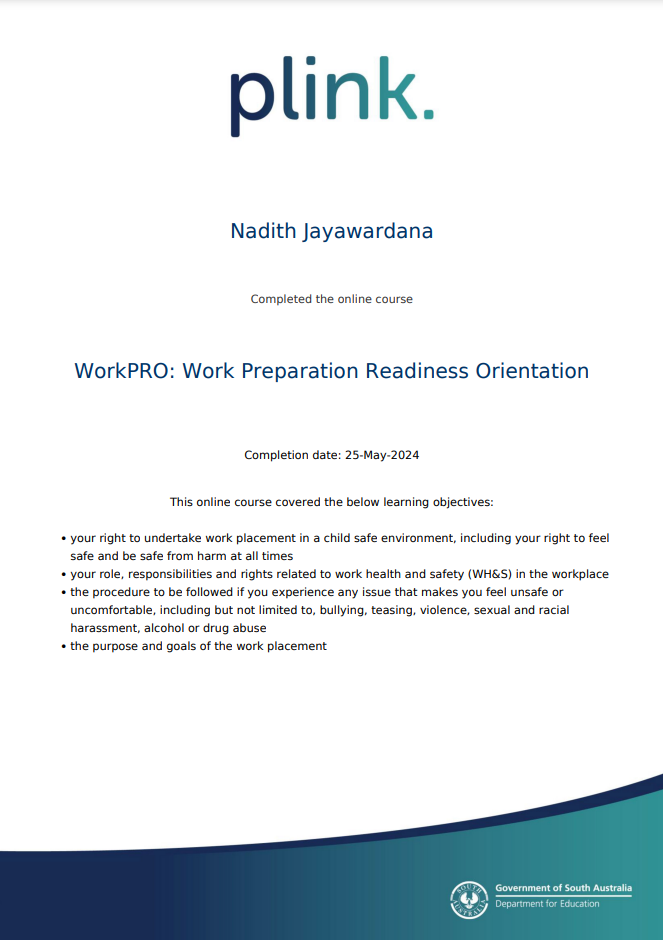 plink.
Nadith Jayawardana
Completed the online course
WorkPRO: Work Preparation Readiness Orientation
Completion date: 25-May-2024
This online course covered the below learning objectives:
• your right to undertake work placement in a child safe environment, including your right to feel
safe and be safe from harm at all times
• your role, responsibilities and rights related to work health and safety (WH&S) in the workplace
• the procedure to be followed if you experience any issue that makes you feel unsafe or
uncomfortable, including but not limited to, bullying, teasing, violence, sexual and racial
harassment, alcohol or drug abuse
• the purpose and goals of the work placement
SOUTH AUSTRALIA
Government of South Australia
Department for Education